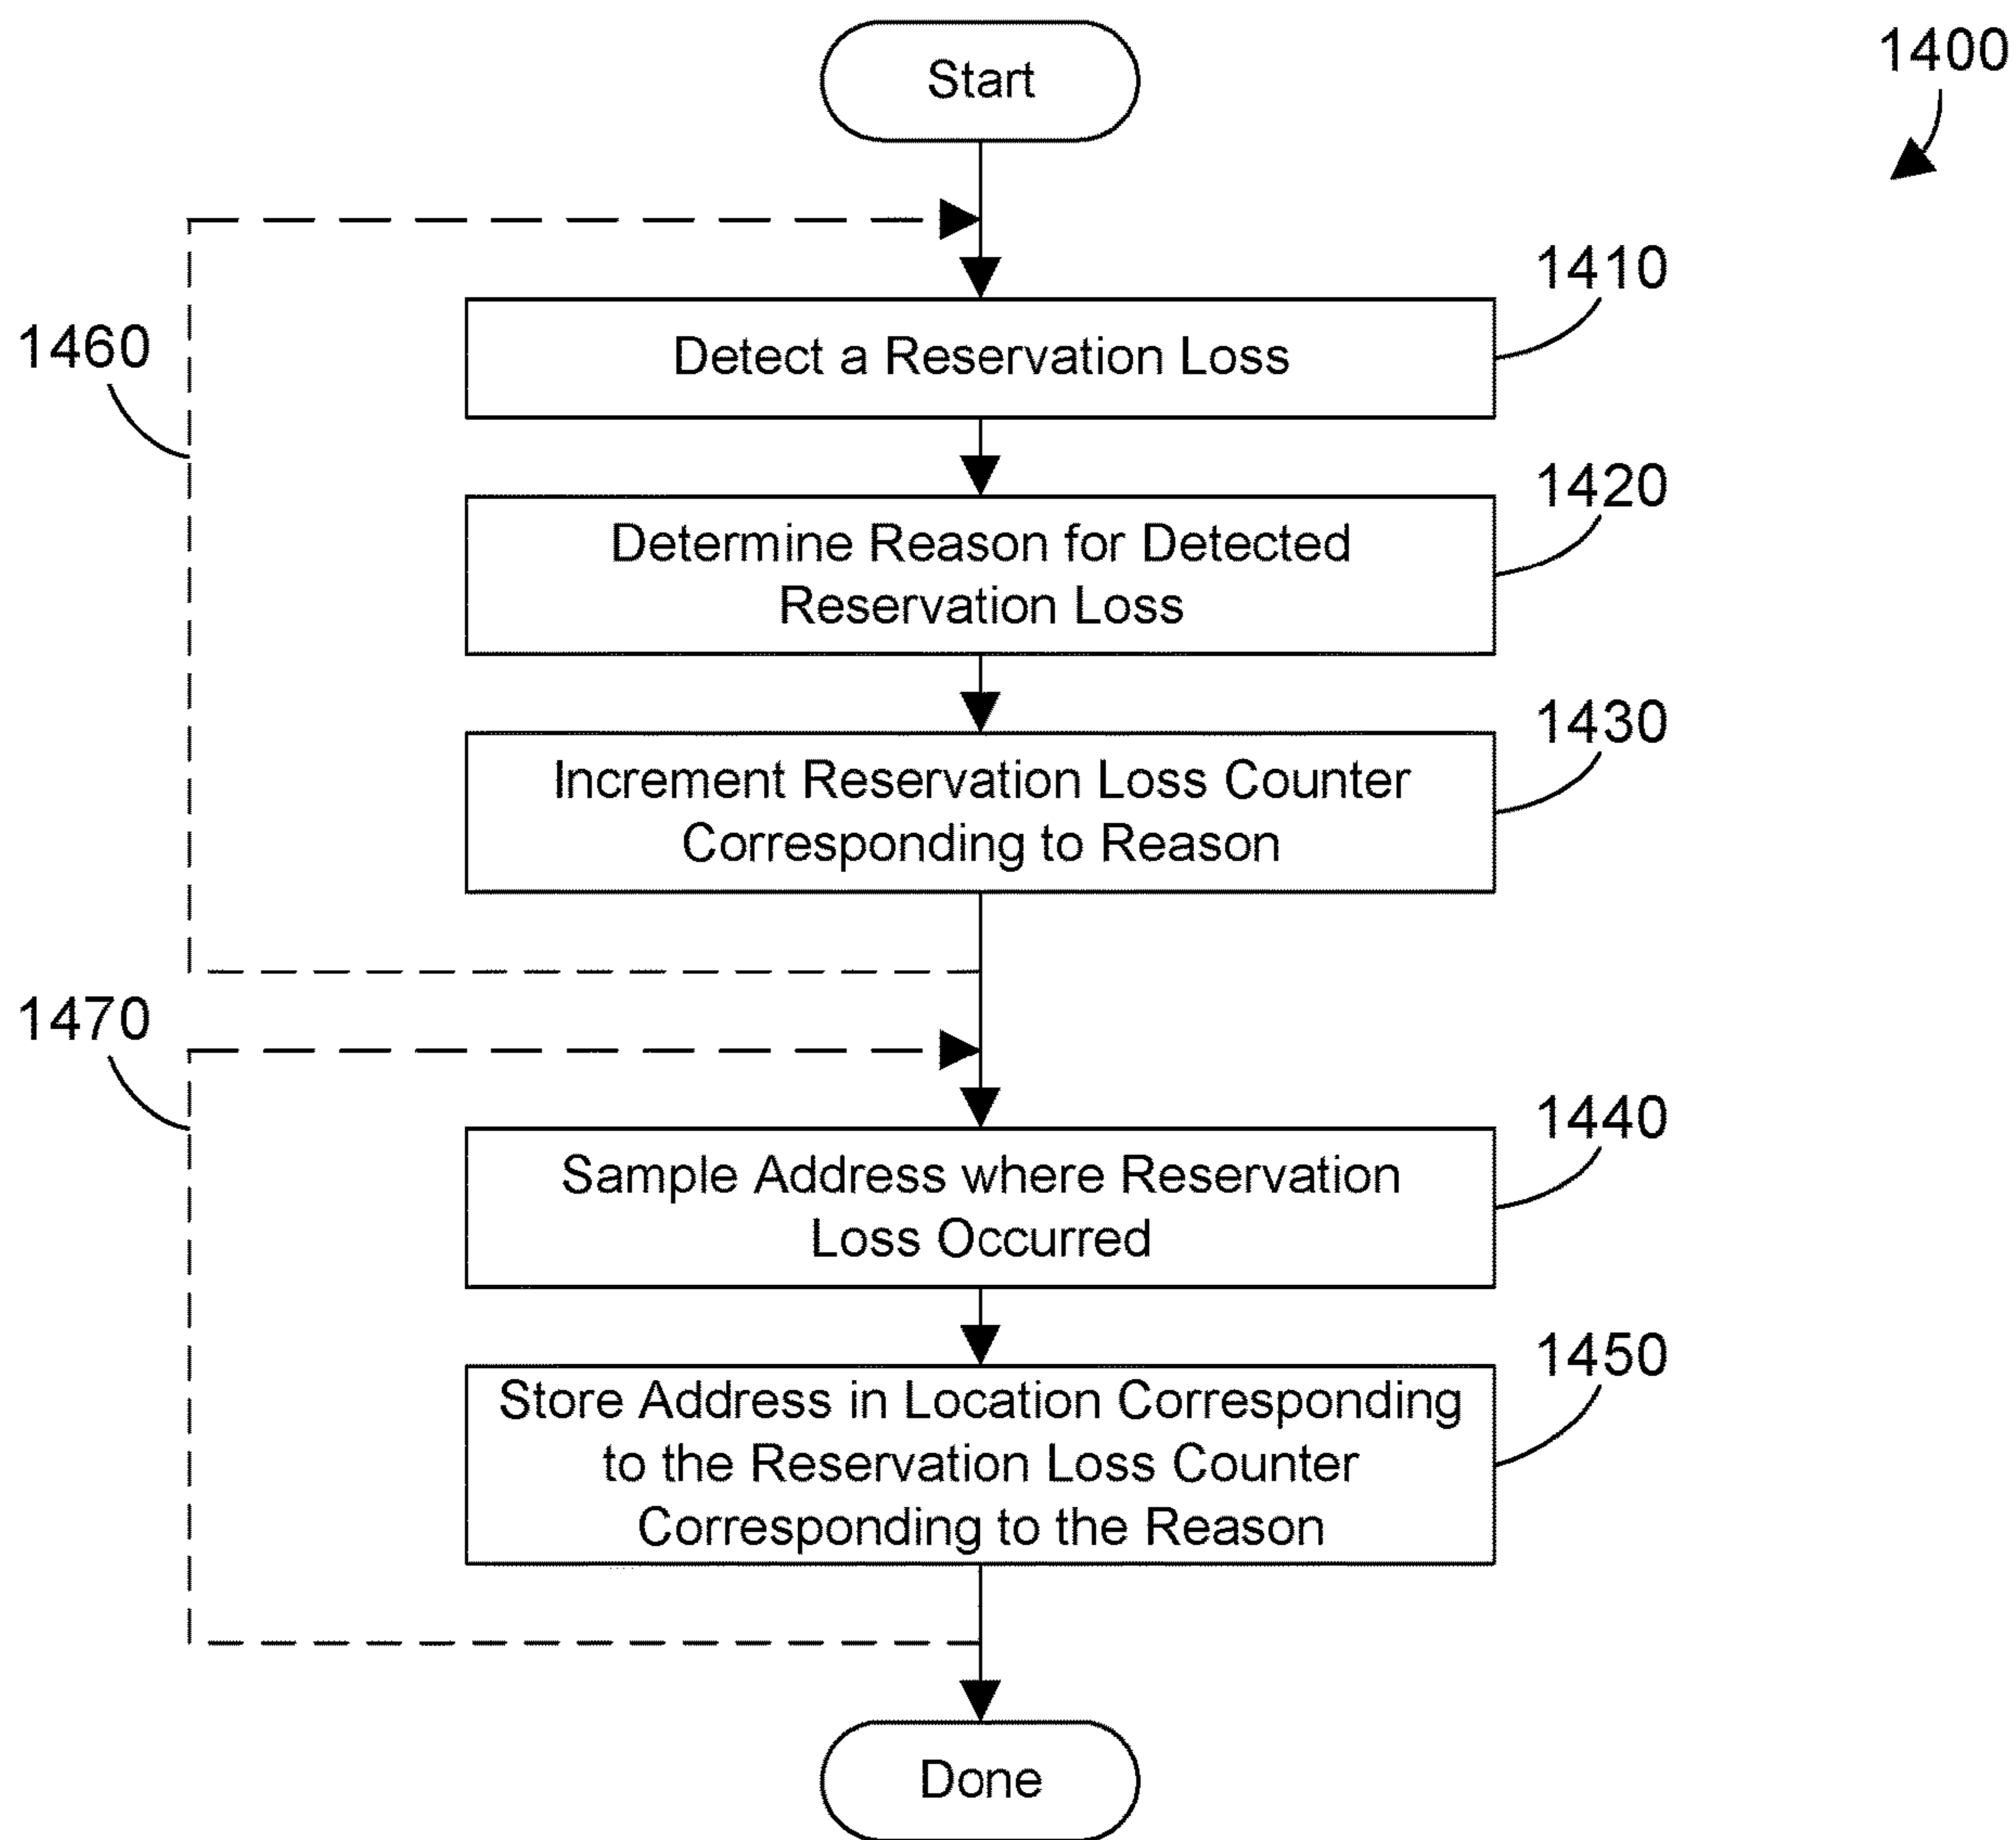 Start
1400
1410
Detect a Reservation Loss
1460
1420
Determine Reason for Detected
Reservation Loss
1430
Increment Reservation Loss Counter
Corresponding to Reason
1470
1440
Sample Address where Reservation
Loss Occurred
1450
Store Address in Location Corresponding
to the Reservation Loss Counter
Corresponding to the Reason
Done